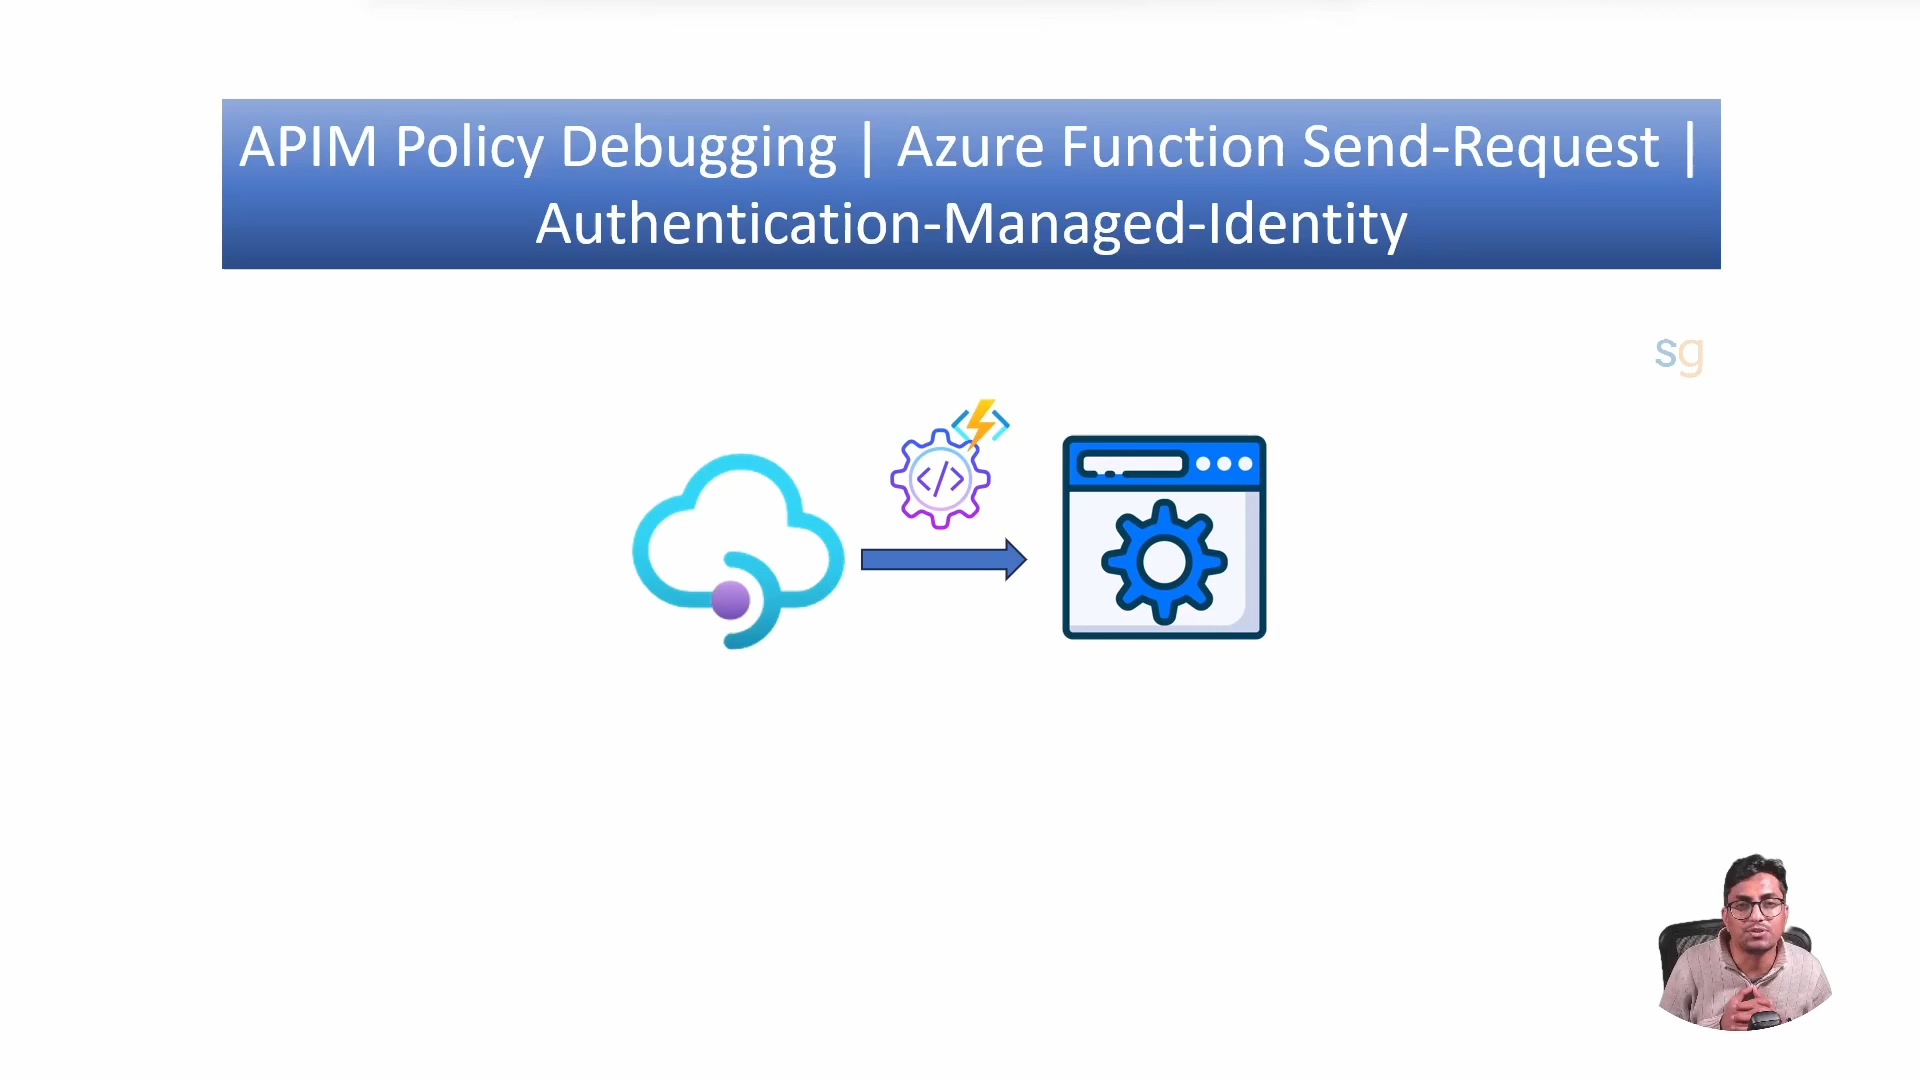 APIM Policy Debugging | Azure Function Send-Request |
Authentication-Managed-Identity
sg